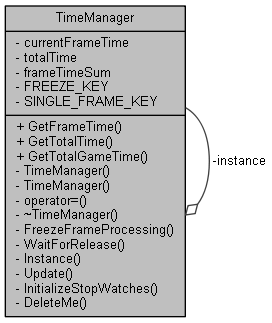 TimeManager
- currentFrameTime
- totalTime
- frameTimeSum
- FREEZE_KEY
- SINGLE_FRAME_KEY
+ GetFrameTime()
+ GetTotalTime()
+ GetTotalGameTime()
- TimeManager()
- TimeManager()
- operator=()
- ~TimeManager()
- FreezeFrameProcessing()
- WaitForRelease()
- Instance()
- Update()
- InitializeStopWatches()
- DeleteMe()
-instance